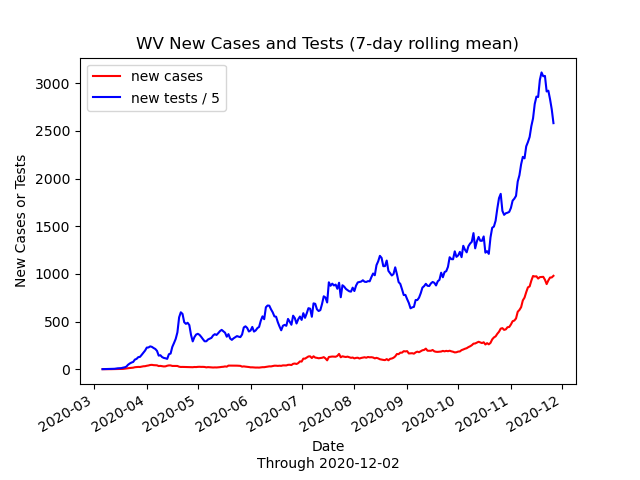 WV New Cases and Tests (7-day rolling mean)
new cases
new tests / 5
3000
2500
2000
1500
1000
500
0
New Cases or Tests
2020-03
2020-04
2020-05
2020-06
2020-07
2020-08
2020-09
2020-10
2020-11
2020-12
Date
Through 2020-12-02